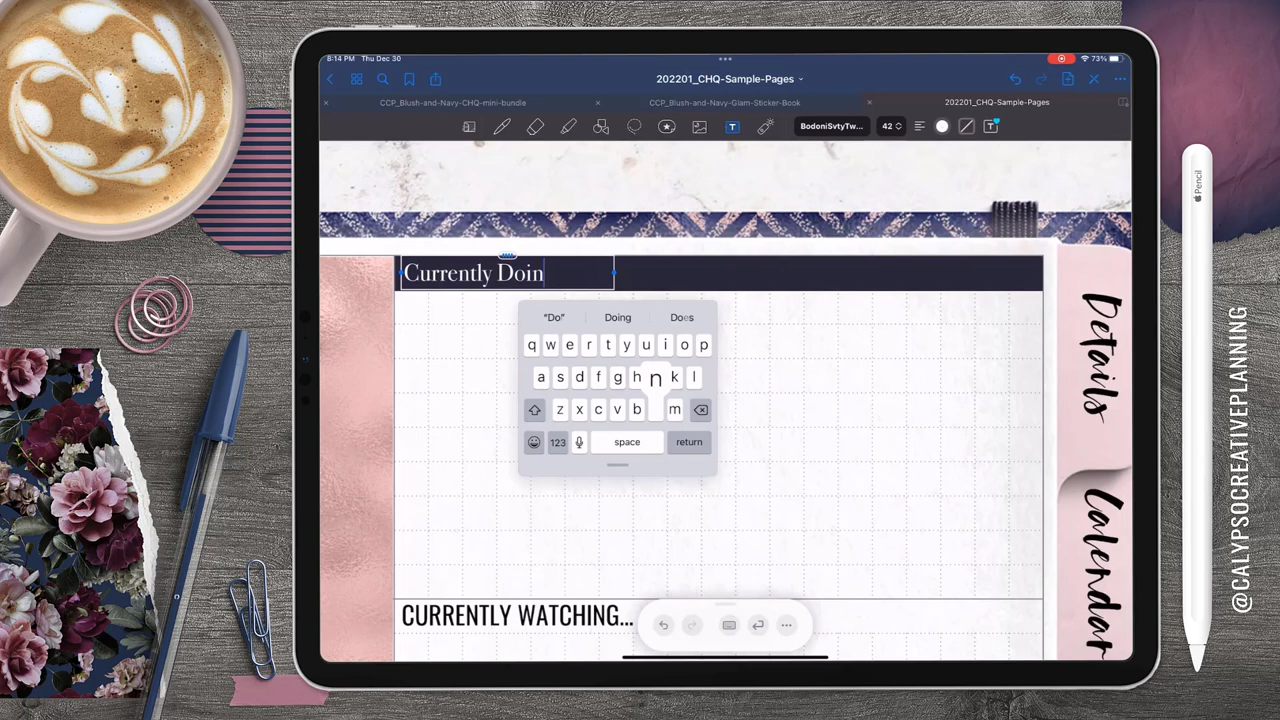 8:14 PM Thu Dec 30
73%
202201_CHQ-Sample-Pages
CCP_Blush-and-Navy-CHQ-mini-bundle
CCP_Blush-and-Navy-Glam-Sticker-Book
202201_CHQ-Sample-Pages
BodoniSvtyTw...
42
Currently Doin
"Do" Doing Does
q w e r t y u i o p
a s d f g h n k l
z x c v b m
123 space return
CURRENTLY WATCHING...
Details
Calendar
Pencil
@CALYPSOCREATIVEPLANNING